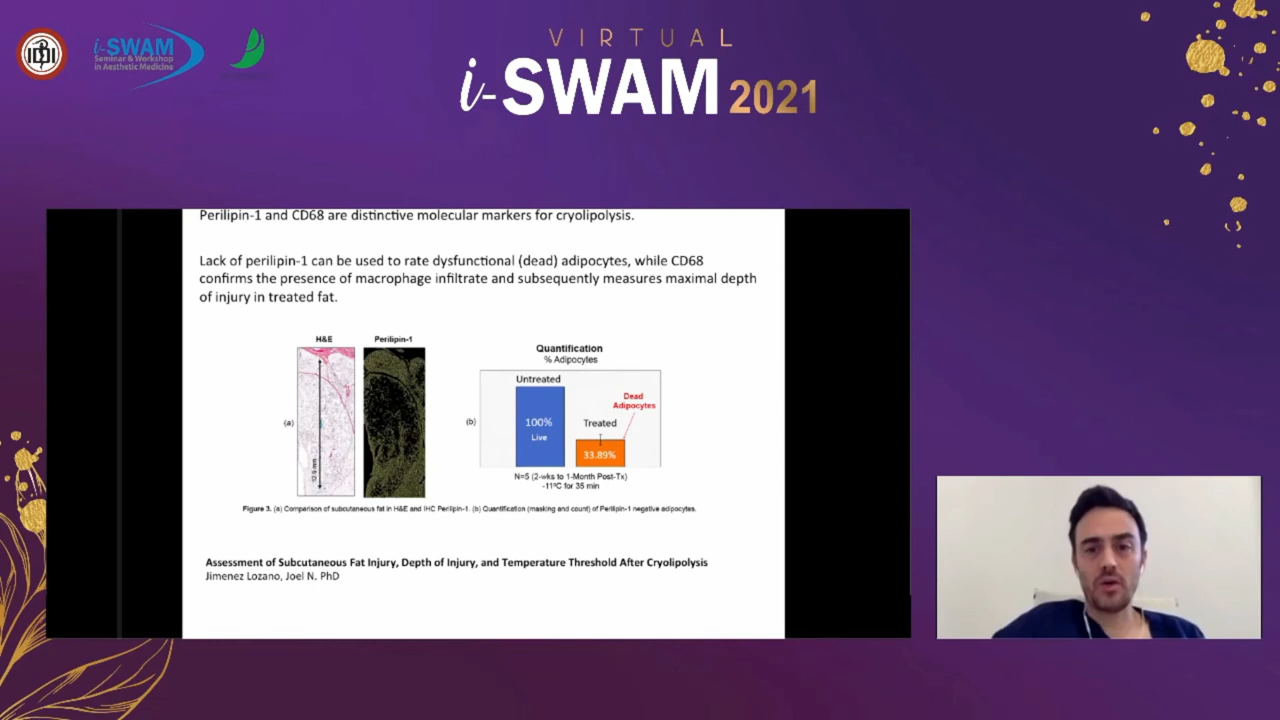 i-SWAM
Seminar & Workshop
in Aesthetic Medicine
VIRTUAL
i-SWAM 2021
Perilipin-1 and CD68 are distinctive molecular markers for cryolipolysis.
Lack of perilipin-1 can be used to rate dysfunctional (dead) adipocytes, while CD68
confirms the presence of macrophage infiltrate and subsequently measures maximal depth
of injury in treated fat.
H&E
Perilipin-1
(a)
Quantification
% Adipocytes
Untreated
Dead
Adipocytes
(b)
100%
Live
Treated
33.89%
N=5 (2-wks to 1-Month Post-Tx)
-11ºC for 35 min
Figure 3. (a) Comparison of subcutaneous fat in H&E and IHC Perilipin-1. (b) Quantification (masking and count) of Perilipin-1 negative adipocytes.
Assessment of Subcutaneous Fat Injury, Depth of Injury, and Temperature Threshold After Cryolipolysis
Jimenez Lozano, Joel N. PhD